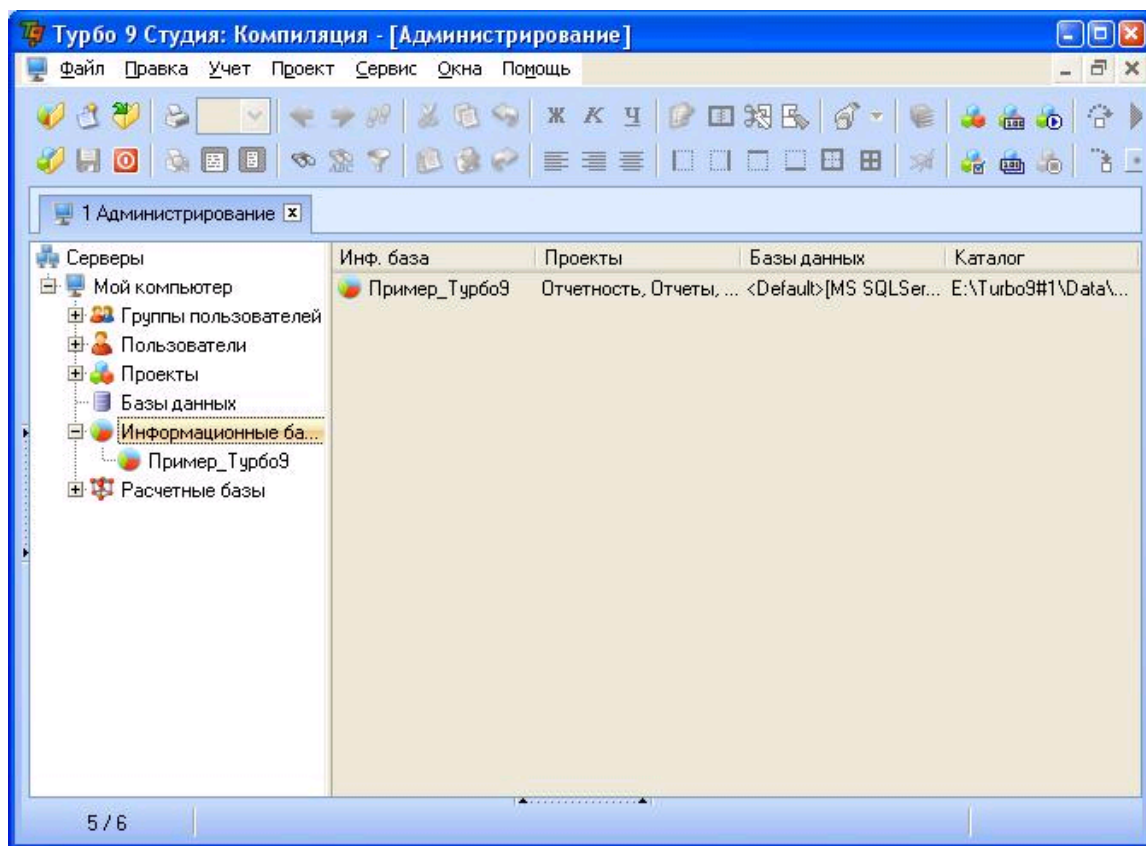 Турбо 9 Студия: Компиляция - [Администрирование]
Файл Правка Учет Проект Сервис Окна Помощь
Ж К Ч
1 Администрирование
Серверы
Мой компьютер
Группы пользователей
Пользователи
Проекты
Базы данных
Информационные ба...
Пример_Турбо9
Расчетные базы
Инф. база Проекты Базы данных Каталог
Пример_Турбо9 Отчетность, Отчеты, ... <Default>[MS SQLSer... E:\Turbo9#1\Data\...
5 / 6